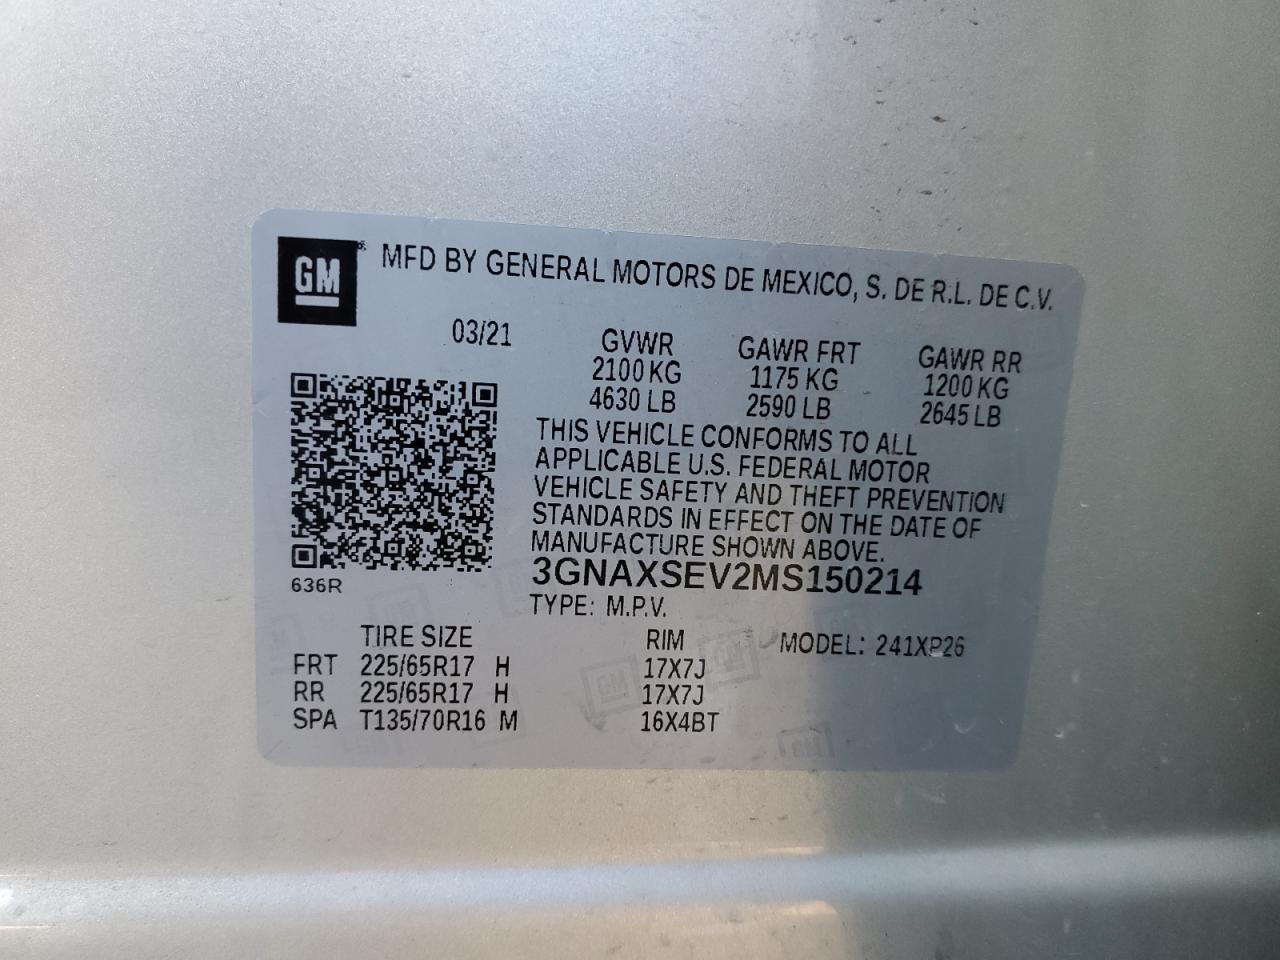 GM
MFD BY GENERAL MOTORS DE MEXICO, S. DE R.L. DE C.V.
03/21 GVWR GAWR FRT GAWR RR
2100 KG 1175 KG 1200 KG
4630 LB 2590 LB 2645 LB
THIS VEHICLE CONFORMS TO ALL
APPLICABLE U.S. FEDERAL MOTOR
VEHICLE SAFETY AND THEFT PREVENTION
STANDARDS IN EFFECT ON THE DATE OF
MANUFACTURE SHOWN ABOVE.
636R
3GNAXSEV2MS150214
TYPE: M.P.V.
TIRE SIZE RIM MODEL: 241XP26
FRT 225/65R17 H 17X7J
RR 225/65R17 H 17X7J
SPA T135/70R16 M 16X4BT